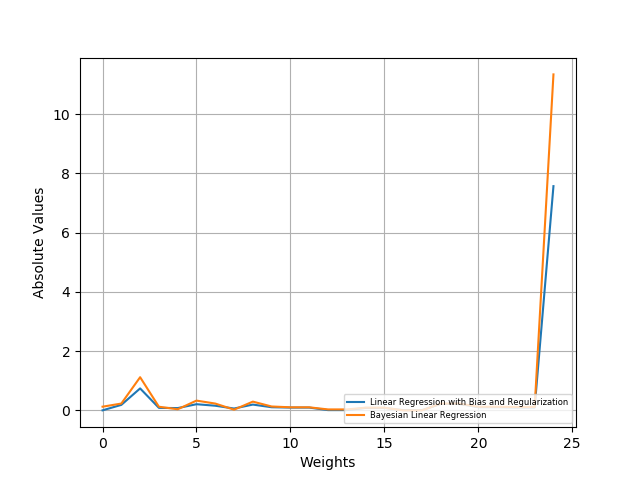 10
8
6
4
2
0
Absolute Values
0 5 10 15 20 25
Weights
Linear Regression with Bias and Regularization
Bayesian Linear Regression